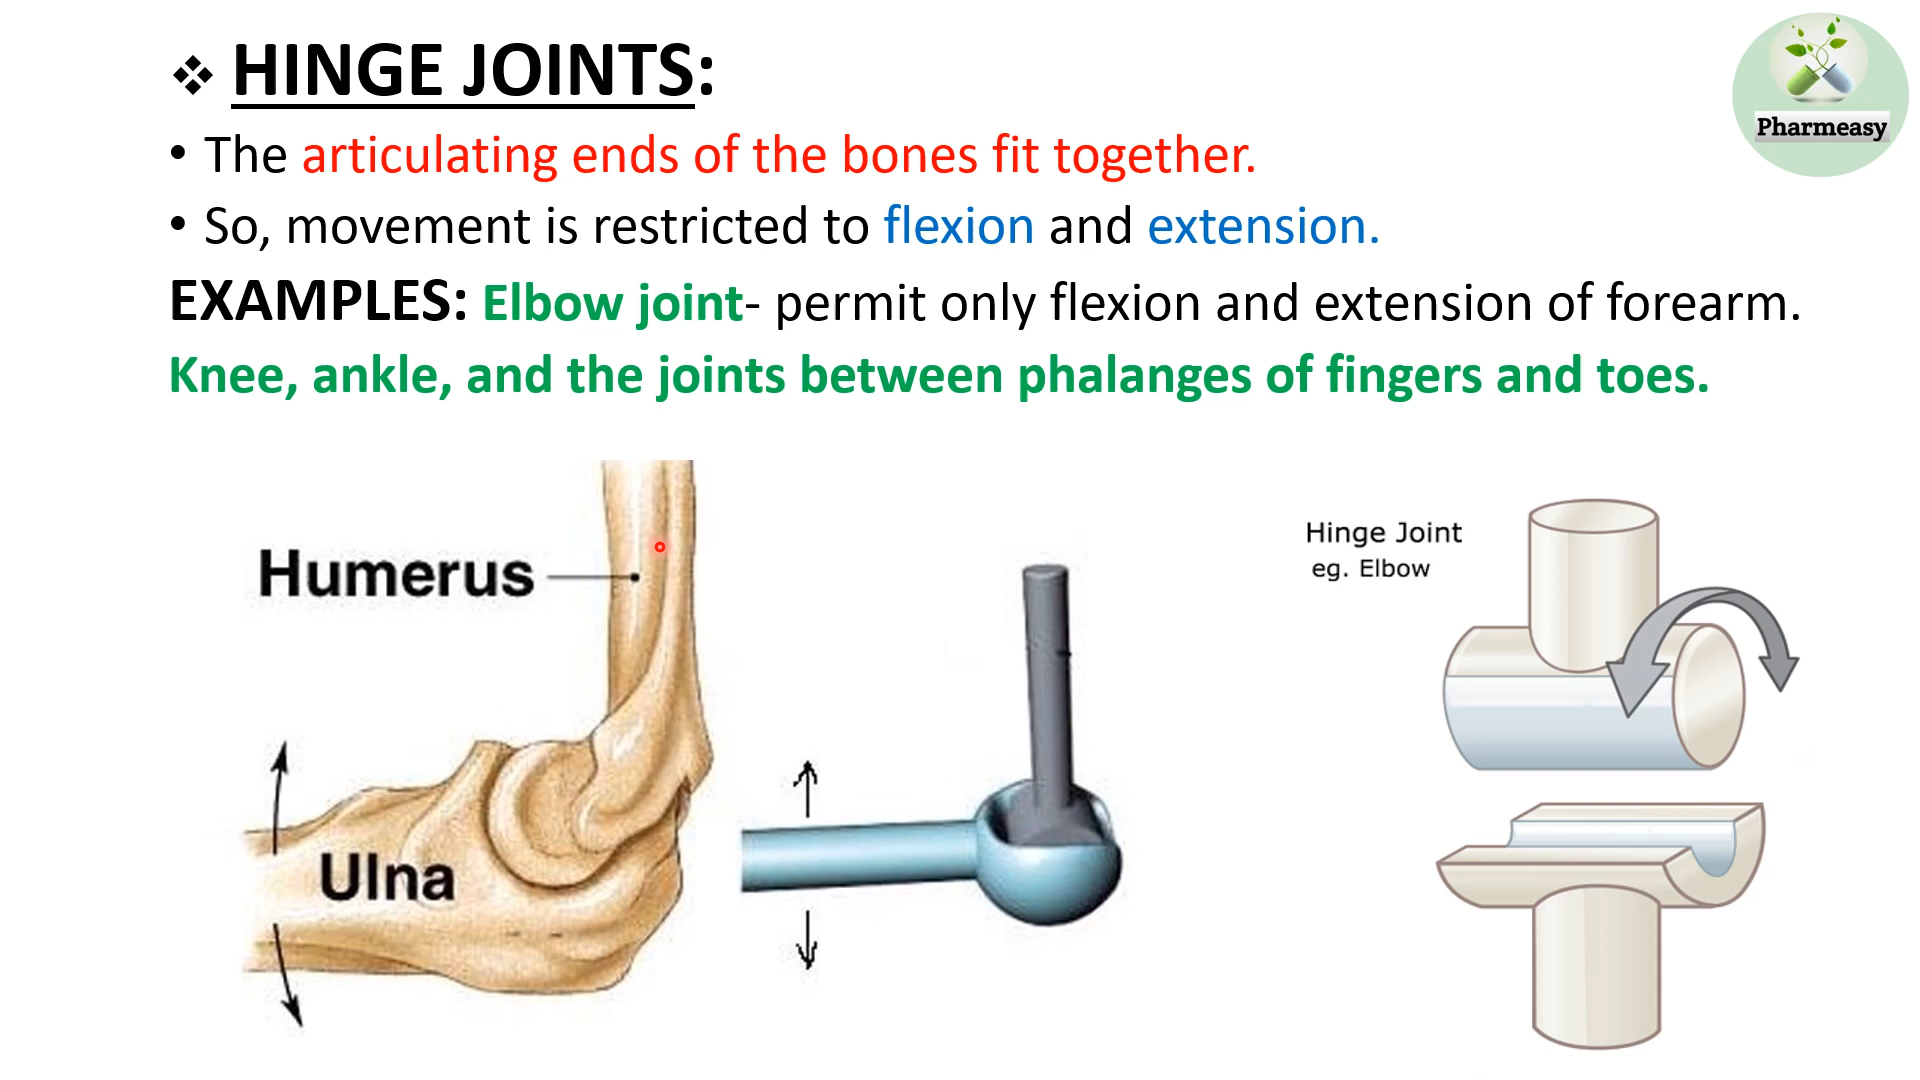 ❖ HINGE JOINTS:
• The articulating ends of the bones fit together.
• So, movement is restricted to flexion and extension.
EXAMPLES: Elbow joint- permit only flexion and extension of forearm.
Knee, ankle, and the joints between phalanges of fingers and toes.
Pharmeasy
Humerus
Ulna
Hinge Joint
eg. Elbow